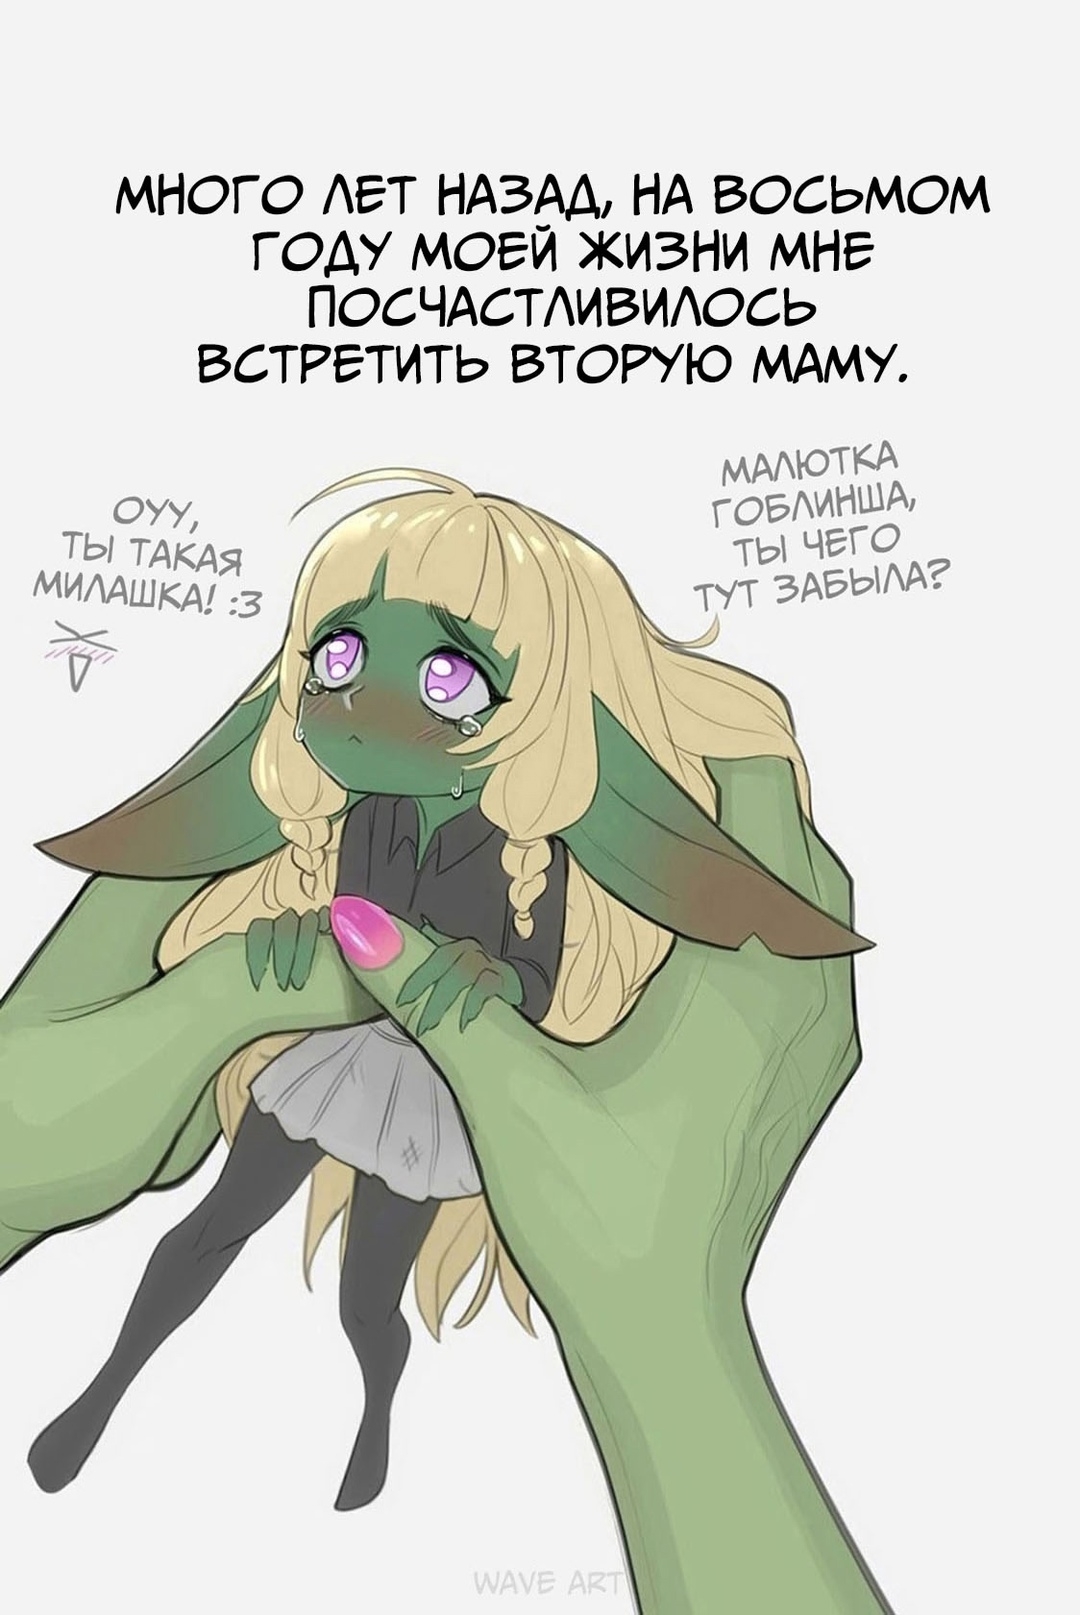 МНОГО ЛЕТ НАЗАД, НА ВОСЬМОМ
ГОДУ МОЕЙ ЖИЗНИ МНЕ
ПОСЧАСТЛИВИЛОСЬ
ВСТРЕТИТЬ ВТОРУЮ МАМУ.
ОУУ,
ТЫ ТАКАЯ
МИЛАШКА! :3
МАЛЮТКА
ГОБЛИНША,
ТЫ ЧЕГО
ТУТ ЗАБЫЛА?
WAVE ART